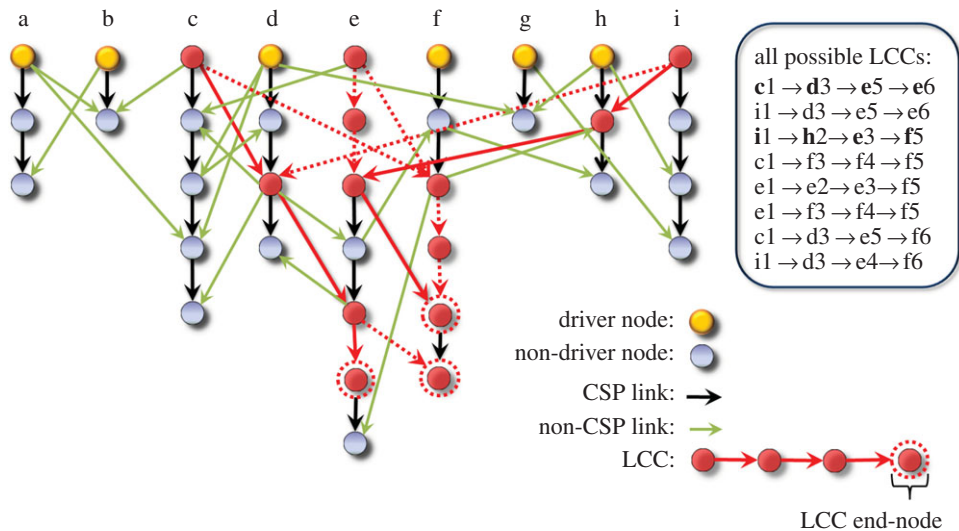 a b c d e f g h i
all possible LCCs:
c1 → d3 → e5 → e6
i1 → d3 → e5 → e6
i1 → h2 → e3 → f5
c1 → f3 → f4 → f5
e1 → e2 → e3 → f5
e1 → f3 → f4 → f5
c1 → d3 → e5 → f6
i1 → d3 → e4 → f6
driver node:
non-driver node:
CSP link:
non-CSP link:
LCC:
LCC end-node